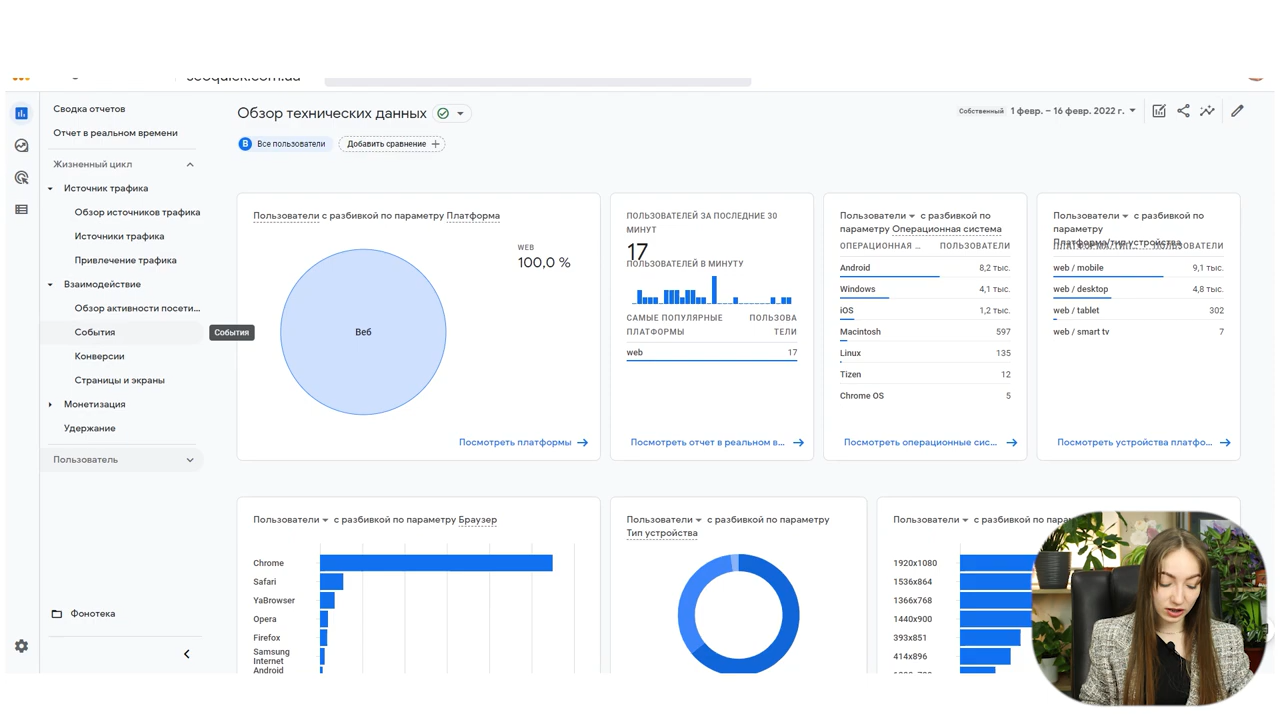 seoquick.com.ua
Сводка отчетов
Отчет в реальном времени
Жизненный цикл
Источник трафика
Обзор источников трафика
Источники трафика
Привлечение трафика
Взаимодействие
Обзор активности посети...
События
События
Конверсии
Страницы и экраны
Монетизация
Удержание
Пользователь
Фонотека
Обзор технических данных
Собственный 1 февр. – 16 февр. 2022 г.
В Все пользователи
Добавить сравнение
Пользователи с разбивкой по параметру Платформа
WEB
100,0 %
Веб
Посмотреть платформы
ПОЛЬЗОВАТЕЛЕЙ ЗА ПОСЛЕДНИЕ 30
МИНУТ
17
ПОЛЬЗОВАТЕЛЕЙ В МИНУТУ
САМЫЕ ПОПУЛЯРНЫЕ ПОЛЬЗОВА
ПЛАТФОРМЫ ТЕЛИ
web 17
Посмотреть отчет в реальном в...
Пользователи с разбивкой по
параметру Операционная система
ОПЕРАЦИОННАЯ ... ПОЛЬЗОВАТЕЛИ
Android 8,2 тыс.
Windows 4,1 тыс.
iOS 1,2 тыс.
Macintosh 597
Linux 135
Tizen 12
Chrome OS 5
Посмотреть операционные сис...
Пользователи с разбивкой по
параметру
Платформа/тип устройства
ПЛАТФОРМА/ТИП... ПОЛЬЗОВАТЕЛИ
web / mobile 9,1 тыс.
web / desktop 4,8 тыс.
web / tablet 302
web / smart tv 7
Посмотреть устройства платфо...
Пользователи с разбивкой по параметру Браузер
Chrome
Safari
YaBrowser
Opera
Firefox
Samsung
Internet
Android
Пользователи с разбивкой по параметру
Тип устройства
Пользователи с разбивкой по
1920x1080
1536x864
1366x768
1440x900
393x851
414x896